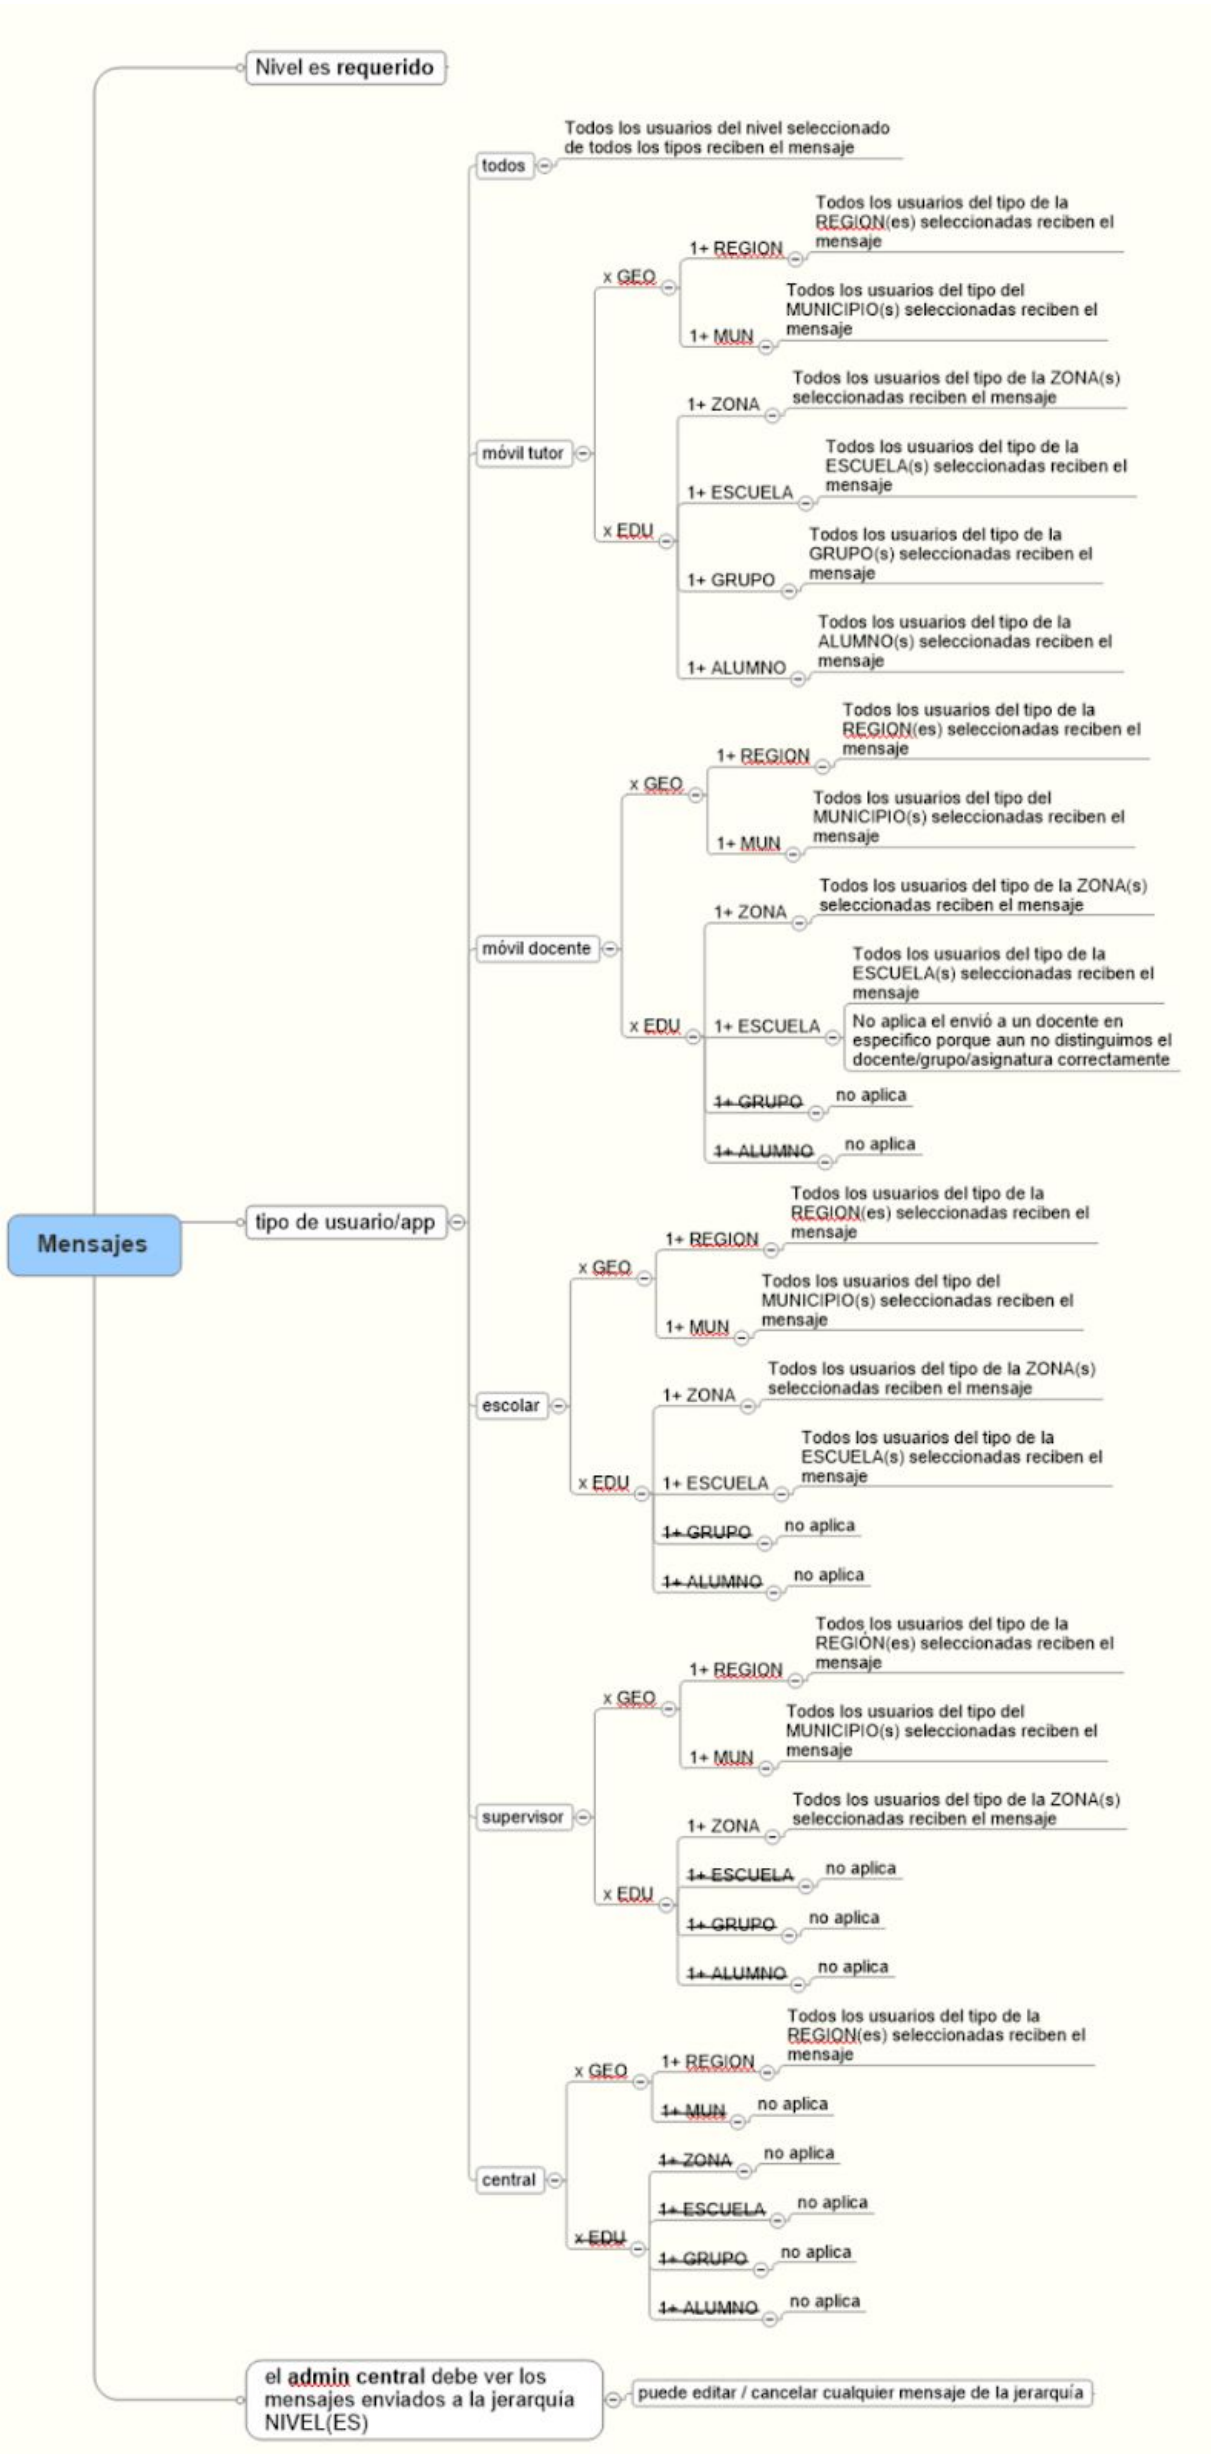 Nivel es requerido
Todos los usuarios del nivel seleccionado
de todos los tipos reciben el mensaje
todos
Todos los usuarios del tipo de la
REGION(es) seleccionadas reciben el
mensaje
1+ REGION
x GEO
Todos los usuarios del tipo del
MUNICIPIO(s) seleccionadas reciben el
mensaje
1+ MUN
Todos los usuarios del tipo de la ZONA(s)
seleccionadas reciben el mensaje
1+ ZONA
móvil tutor
Todos los usuarios del tipo de la
ESCUELA(s) seleccionadas reciben el
mensaje
1+ ESCUELA
x EDU
Todos los usuarios del tipo de la
GRUPO(s) seleccionadas reciben el
mensaje
1+ GRUPO
Todos los usuarios del tipo de la
ALUMNO(s) seleccionadas reciben el
mensaje
1+ ALUMNO
Todos los usuarios del tipo de la
REGION(es) seleccionadas reciben el
mensaje
1+ REGION
x GEO
Todos los usuarios del tipo del
MUNICIPIO(s) seleccionadas reciben el
mensaje
1+ MUN
Todos los usuarios del tipo de la ZONA(s)
seleccionadas reciben el mensaje
1+ ZONA
móvil docente
Todos los usuarios del tipo de la
ESCUELA(s) seleccionadas reciben el
mensaje
x EDU
1+ ESCUELA
No aplica el envió a un docente en
especifico porque aun no distinguimos el
docente/grupo/asignatura correctamente
1+ GRUPO
no aplica
1+ ALUMNO
no aplica
Mensajes
tipo de usuario/app
Todos los usuarios del tipo de la
REGION(es) seleccionadas reciben el
mensaje
1+ REGION
x GEO
Todos los usuarios del tipo del
MUNICIPIO(s) seleccionadas reciben el
mensaje
1+ MUN
Todos los usuarios del tipo de la ZONA(s)
seleccionadas reciben el mensaje
1+ ZONA
escolar
Todos los usuarios del tipo de la
ESCUELA(s) seleccionadas reciben el
mensaje
x EDU
1+ ESCUELA
1+ GRUPO
no aplica
1+ ALUMNO
no aplica
Todos los usuarios del tipo de la
REGIÓN(es) seleccionadas reciben el
mensaje
1+ REGION
x GEO
Todos los usuarios del tipo del
MUNICIPIO(s) seleccionadas reciben el
mensaje
1+ MUN
Todos los usuarios del tipo de la ZONA(s)
seleccionadas reciben el mensaje
supervisor
1+ ZONA
1+ ESCUELA
no aplica
x EDU
1+ GRUPO
no aplica
1+ ALUMNO
no aplica
Todos los usuarios del tipo de la
REGION(es) seleccionadas reciben el
mensaje
1+ REGION
x GEO
1+ MUN
no aplica
1+ ZONA
no aplica
central
1+ ESCUELA
no aplica
x EDU
1+ GRUPO
no aplica
1+ ALUMNO
no aplica
el admin central debe ver los
mensajes enviados a la jerarquía
NIVEL(ES)
puede editar / cancelar cualquier mensaje de la jerarquía